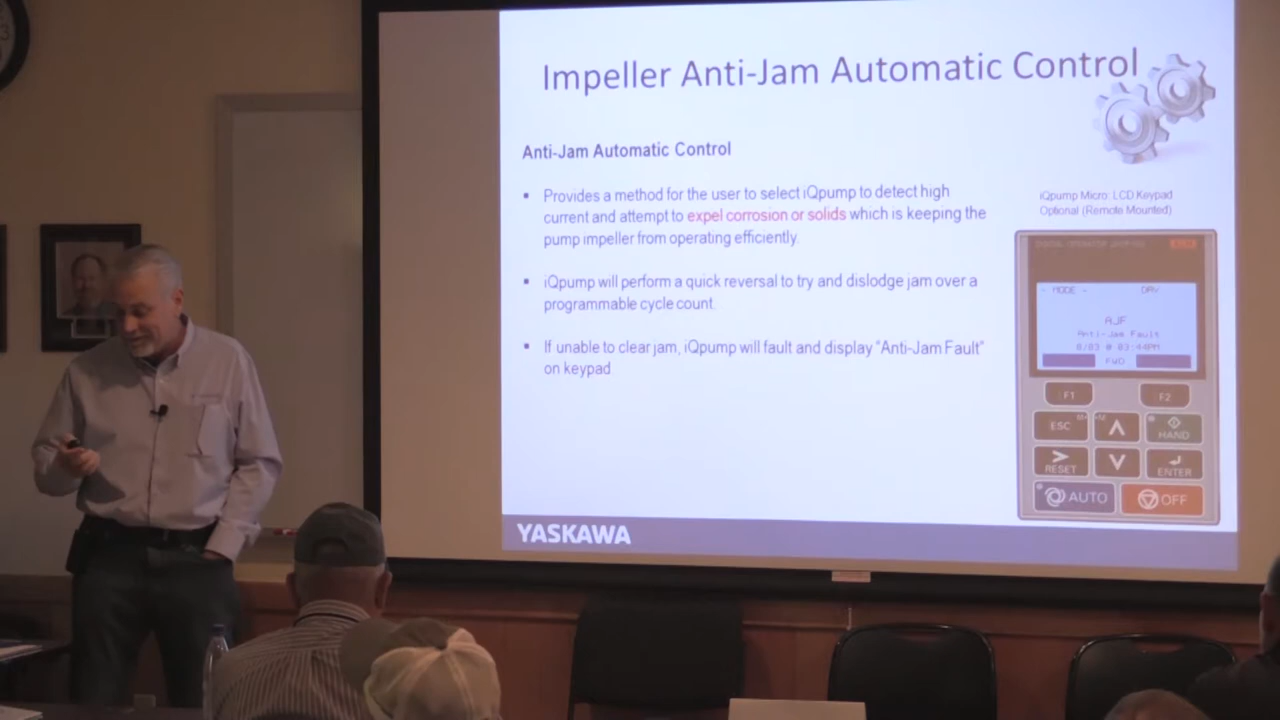 Impeller Anti-Jam Automatic Control
Anti-Jam Automatic Control
▪ Provides a method for the user to select iQpump to detect high
current and attempt to expel corrosion or solids which is keeping the
pump impeller from operating efficiently.
▪ iQpump will perform a quick reversal to try and dislodge jam over a
programmable cycle count.
▪ If unable to clear jam, iQpump will fault and display "Anti-Jam Fault"
on keypad
iQpump Micro: LCD Keypad
Optional (Remote Mounted)
- MODE - DRV
AJF
Anti-Jam Fault
8/03 @ 03:44PM
FWD
F1 F2
ESC HAND
RESET ENTER
AUTO OFF
YASKAWA